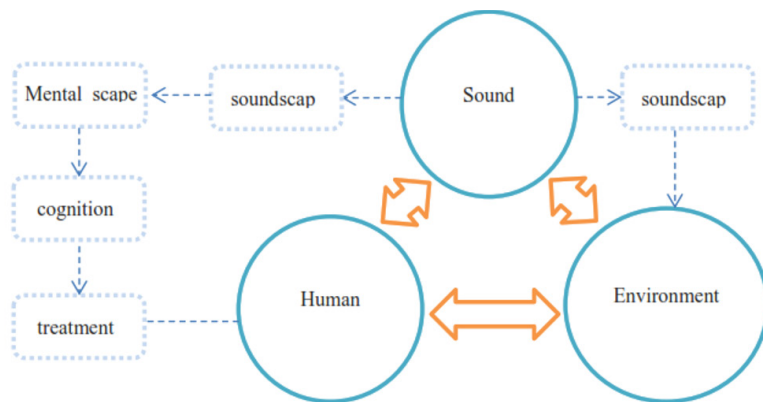 Sound
Mental scape
soundscap
soundscap
cognition
Human
Environment
treatment